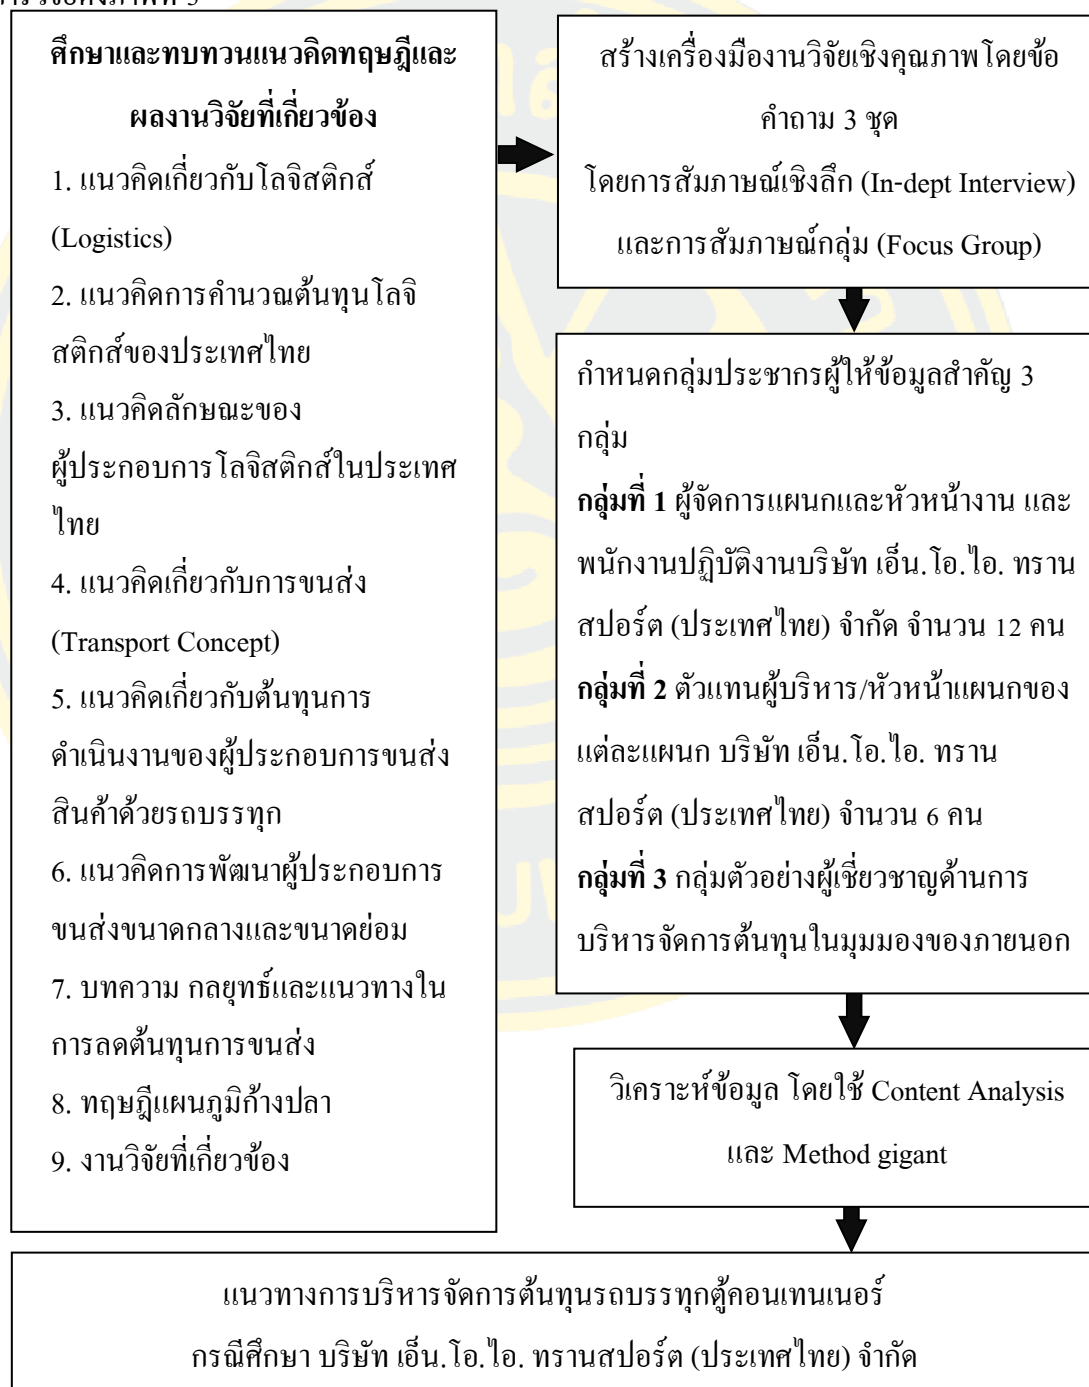 ศึกษาและทบทวนแนวคิดทฤษฎีและ
ผลงานวิจัยที่เกี่ยวข้อง
1. แนวคิดเกี่ยวกับโลจิสติกส์
(Logistics)
2. แนวคิดการคำนวณต้นทุนโลจิ
สติกส์ของประเทศไทย
3. แนวคิดลักษณะของ
ผู้ประกอบการโลจิสติกส์ในประเทศ
ไทย
4. แนวคิดเกี่ยวกับการขนส่ง
(Transport Concept)
5. แนวคิดเกี่ยวกับต้นทุนการ
ดำเนินงานของผู้ประกอบการขนส่ง
สินค้าด้วยรถบรรทุก
6. แนวคิดการพัฒนาผู้ประกอบการ
ขนส่งขนาดกลางและขนาดย่อม
7. บทความ กลยุทธ์และแนวทางใน
การลดต้นทุนการขนส่ง
8. ทฤษฎีแผนภูมิก้างปลา
9. งานวิจัยที่เกี่ยวข้อง
สร้างเครื่องมืองานวิจัยเชิงคุณภาพโดยข้อ
คำถาม 3 ชุด
โดยการสัมภาษณ์เชิงลึก (In-dept Interview)
และการสัมภาษณ์กลุ่ม (Focus Group)
กำหนดกลุ่มประชากรผู้ให้ข้อมูลสำคัญ 3
กลุ่ม
กลุ่มที่ 1 ผู้จัดการแผนกและหัวหน้างาน และ
พนักงานปฏิบัติงานบริษัท เอ็น.โอ.ไอ. ทราน
สปอร์ต (ประเทศไทย) จำกัด จำนวน 12 คน
กลุ่มที่ 2 ตัวแทนผู้บริหาร/หัวหน้าแผนกของ
แต่ละแผนก บริษัท เอ็น.โอ.ไอ. ทราน
สปอร์ต (ประเทศไทย) จำนวน 6 คน
กลุ่มที่ 3 กลุ่มตัวอย่างผู้เชี่ยวชาญด้านการ
บริหารจัดการต้นทุนในมุมมองของภายนอก
วิเคราะห์ข้อมูล โดยใช้ Content Analysis
และ Method gigant
แนวทางการบริหารจัดการต้นทุนรถบรรทุกตู้คอนเทนเนอร์
กรณีศึกษา บริษัท เอ็น.โอ.ไอ. ทรานสปอร์ต (ประเทศไทย) จำกัด